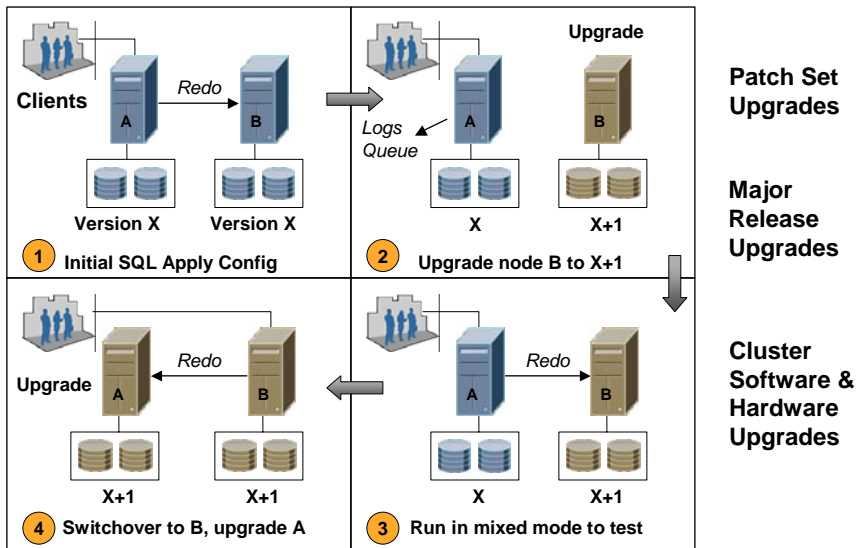 Clients
Redo
A
B
Version X
Version X
1
Initial SQL Apply Config
Upgrade
A
B
Logs
Queue
X
X+1
2
Upgrade node B to X+1
Redo
A
B
X
X+1
3
Run in mixed mode to test
Upgrade
Redo
A
B
X+1
X+1
4
Switchover to B, upgrade A
Patch Set
Upgrades
Major
Release
Upgrades
Cluster
Software &
Hardware
Upgrades